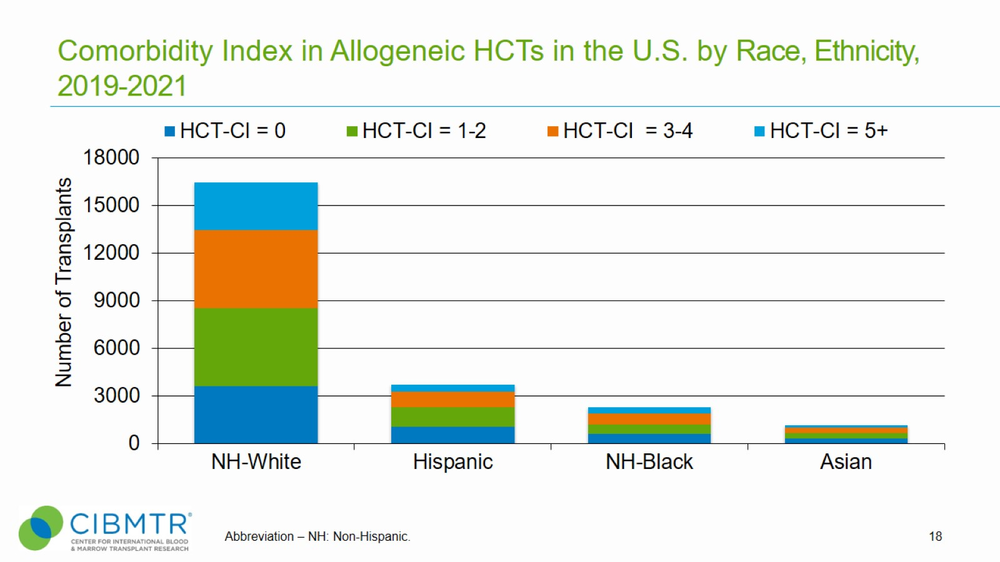 Comorbidity Index in Allogeneic HCTs in the U.S. by Race, Ethnicity,
2019-2021
HCT-CI = 0
HCT-CI = 1-2
HCT-CI = 3-4
HCT-CI = 5+
Number of Transplants
18000
15000
12000
9000
6000
3000
0
NH-White
Hispanic
NH-Black
Asian
CIBMTR®
CENTER FOR INTERNATIONAL BLOOD
& MARROW TRANSPLANT RESEARCH
Abbreviation – NH: Non-Hispanic.
18